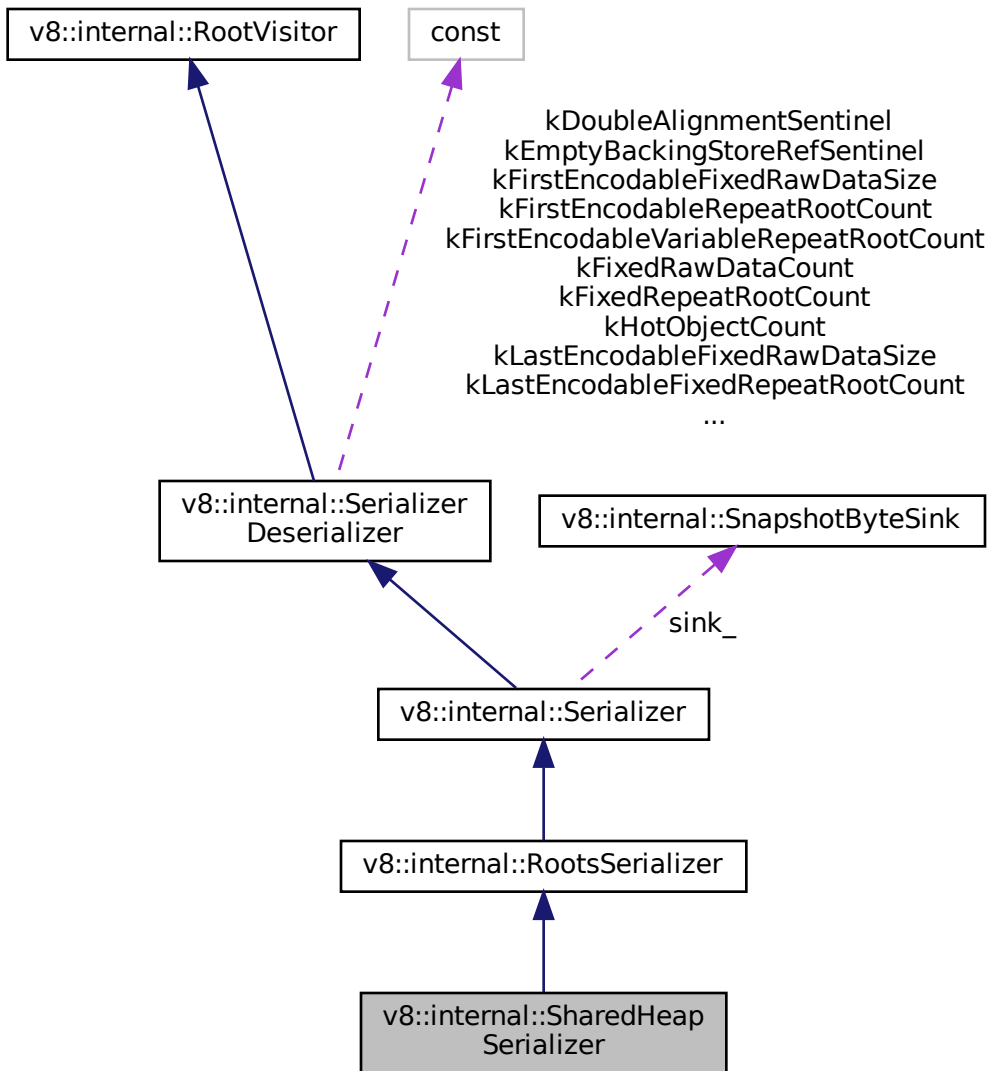 v8::internal::RootVisitor
const
kDoubleAlignmentSentinel
kEmptyBackingStoreRefSentinel
kFirstEncodableFixedRawDataSize
kFirstEncodableRepeatRootCount
kFirstEncodableVariableRepeatRootCount
kFixedRawDataCount
kFixedRepeatRootCount
kHotObjectCount
kLastEncodableFixedRawDataSize
kLastEncodableFixedRepeatRootCount
...
v8::internal::Serializer
Deserializer
v8::internal::SnapshotByteSink
sink_
v8::internal::Serializer
v8::internal::RootsSerializer
v8::internal::SharedHeap
Serializer